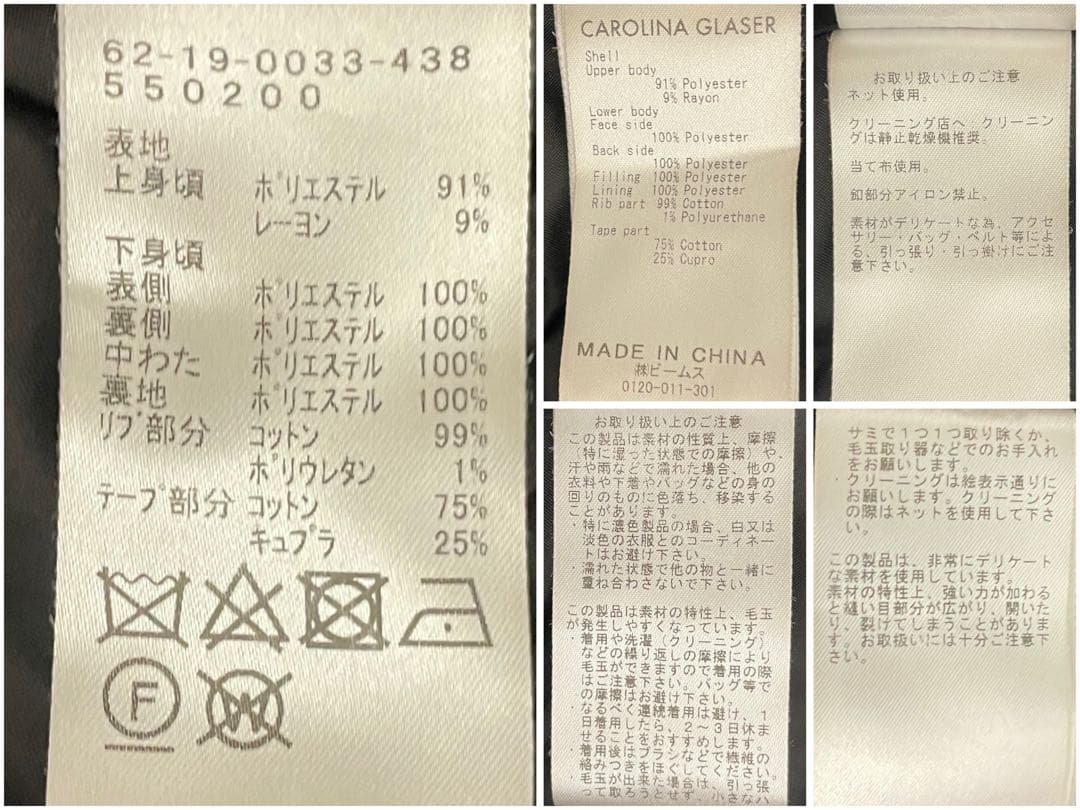 62-19-0033-438
550200
表地
上身頃 ポリエステル 91%
レーヨン 9%
下身頃
表側 ポリエステル 100%
裏側 ポリエステル 100%
中わた ポリエステル 100%
裏地 ポリエステル 100%
リブ部分 コットン 99%
ポリウレタン 1%
テープ部分 コットン 75%
キュプラ 25%
F
W
CAROLINA GLASER
Shell
Upper body
91% Polyester
9% Rayon
Lower body
Face side
100% Polyester
Back side
100% Polyester
Filling 100% Polyester
Lining 100% Polyester
Rib part 99% Cotton
1% Polyurethane
Tape part
75% Cotton
25% Cupro
MADE IN CHINA
㈱ビームス
0120-011-301
お取り扱い上のご注意
ネット使用。
クリーニング店へ・クリーニン
グは静止乾燥機推奨。
当て布使用。
釦部分アイロン禁止。
素材がデリケートな為、アクセ
サリー・バッグ・ベルト等によ
る、引っ張り・引っ掛けにご注
意下さい。
お取り扱い上のご注意
この製品は素材の性質上、摩擦
（特に湿った状態での摩擦）や、
汗や雨などで濡れた場合、他の
衣料や下着やバッグなどの身の
回りのものに色落ち、移染する
ことがあります。
・特に濃色製品の場合、白又は
淡色の衣服とのコーディネー
トはお避け下さい。
・濡れた状態で他の物と一緒に
重ね合わさないで下さい。
この製品は素材の特性上、毛玉
が発生しやすくなっています。
・着用や洗濯（クリーニング）
などの繰り返しの摩擦により
毛玉ができますので着用の際
はご注意下さい。バッグ等で
の摩擦はお避け下さい。
・なるべく連続着用は避け、1
日着用したら、2～3日休ま
せることをおすすめします。
・着用後はブラシなどで繊維の
絡みつきをほぐしてください。
・毛玉が出来た場合は、引っ張
って取ろうとせず、小さなハ
サミで1つ1つ取り除くか、
毛玉取り器などでのお手入れ
をお願いします。
・クリーニングは絵表示通りに
お願いします。クリーニング
の際はネットを使用して下さ
い。
この製品は、非常にデリケート
な素材を使用しています。
素材の特性上、強い力が加わる
と縫い目部分が広がり、開いた
り、裂けてしまうことがありま
す。お取扱いには十分ご注意下
さい。